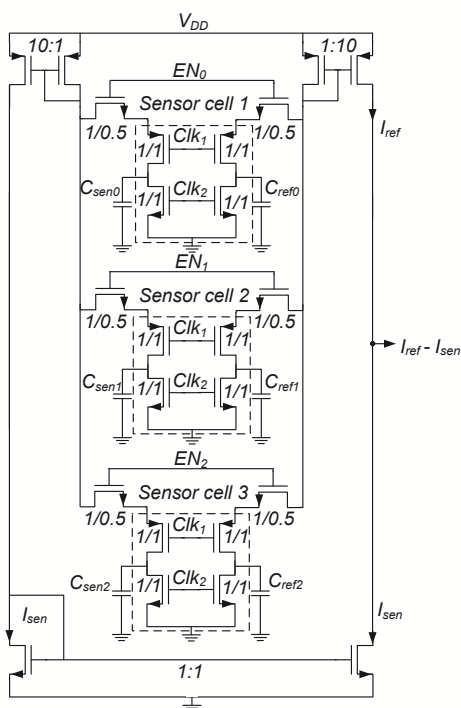 V_DD
10:1
1:10
EN_0
Sensor cell 1
1/0.5
1/0.5
Clk_1
1/1
1/1
I_ref
C_sen0
Clk_2
1/1
1/1
C_ref0
EN_1
Sensor cell 2
1/0.5
1/0.5
Clk_1
1/1
1/1
I_ref - I_sen
C_sen1
Clk_2
1/1
1/1
C_ref1
EN_2
Sensor cell 3
1/0.5
1/0.5
Clk_1
1/1
1/1
C_sen2
Clk_2
1/1
1/1
C_ref2
I_sen
I_sen
1:1